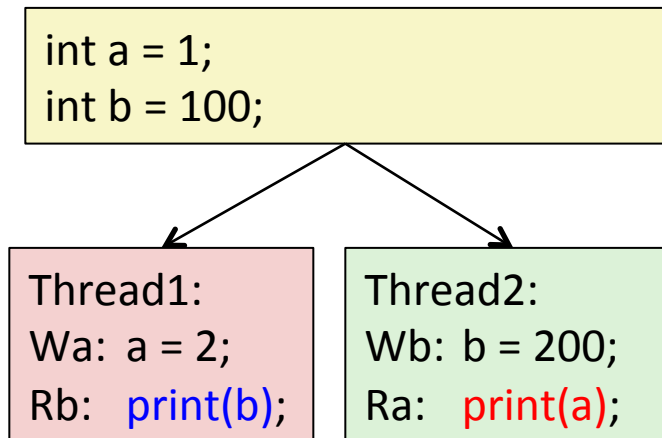 int a = 1;
int b = 100;
Thread1:
Wa: a = 2;
Rb: print(b);
Thread2:
Wb: b = 200;
Ra: print(a);